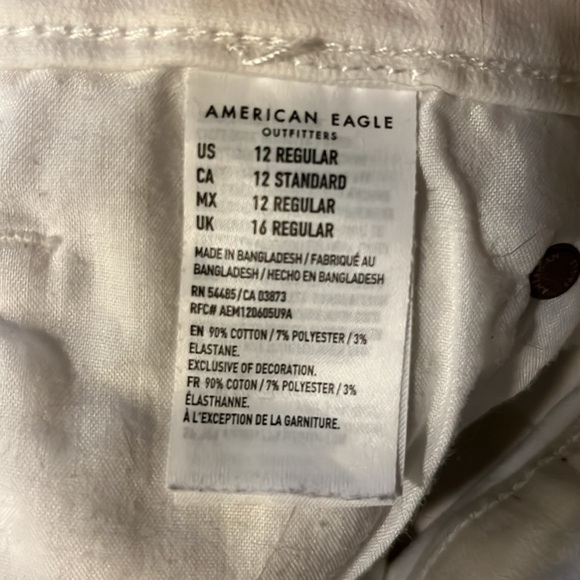 AMERICAN EAGLE
OUTFITTERS
US 12 REGULAR
CA 12 STANDARD
MX 12 REGULAR
UK 16 REGULAR
MADE IN BANGLADESH / FABRIQUÉ AU
BANGLADESH / HECHO EN BANGLADESH
RN 54485/CA 03873
RFC# AEM120605U9A
EN 90% COTTON / 7% POLYESTER / 3%
ELASTANE.
EXCLUSIVE OF DECORATION.
FR 90% COTON / 7% POLYESTER / 3%
ÉLASTHANNE.
À L'EXCEPTION DE LA GARNITURE.